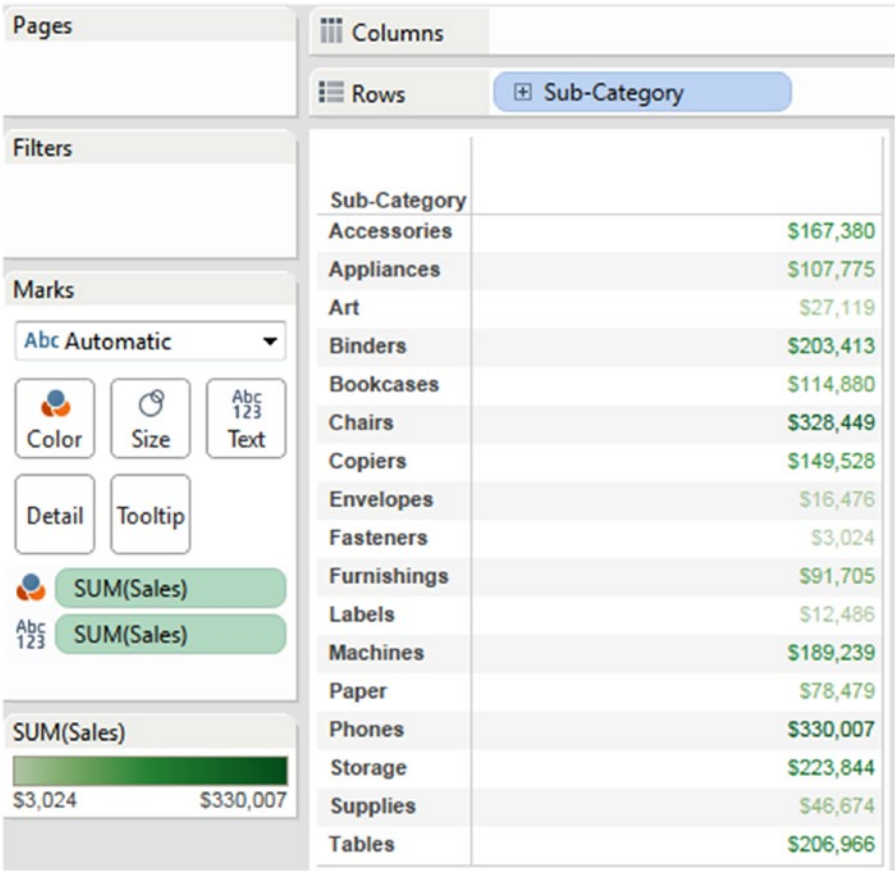 Pages
Columns
Rows
Sub-Category
Filters
Marks
Abc Automatic
Color
Size
Abc
123
Text
Detail
Tooltip
SUM(Sales)
Abc
123
SUM(Sales)
SUM(Sales)
$3,024 $330,007
Sub-Category
Accessories $167,380
Appliances $107,775
Art $27,119
Binders $203,413
Bookcases $114,880
Chairs $328,449
Copiers $149,528
Envelopes $16,476
Fasteners $3,024
Furnishings $91,705
Labels $12,486
Machines $189,239
Paper $78,479
Phones $330,007
Storage $223,844
Supplies $46,674
Tables $206,966